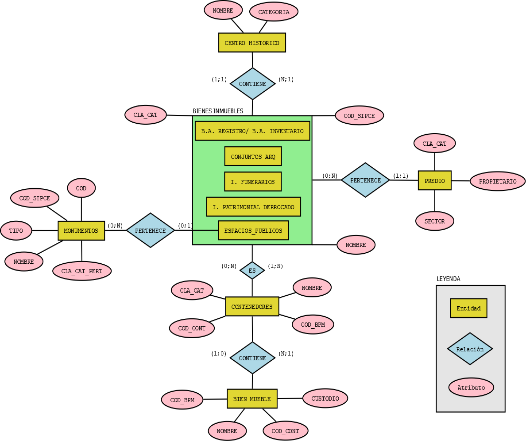 NOMBRE
CATEGORIA
CENTRO HISTORICO
(1;1)
CONTIENE
(N;1)
BIENES INMUEBLES
CLA_CAT
COD_SIPCE
B.A. REGISTRO/ B.A. INVENTARIO
CONJUNTOS ARQ
I. FUNERARIOS
I. PATRIMONIAL DERROCADO
ESPACIOS_PUBLICOS
(0;N)
PERTENECE
(1;1)
PREDIO
CLA_CAT
PROPIETARIO
SECTOR
COD_SIPCE
COD
TIPO
MONUMENTOS
NOMBRE
CLA_CAT_PERT
(0;N)
PERTENECE
(0;1)
NOMBRE
(0;N)
ES
(1;N)
CLA_CAT
NOMBRE
CONTENEDORES
COD_CONT
COD_BPM
(1;0)
CONTIENE
(N;1)
COD_BPM
BIEN MUEBLE
CUSTODIO
NOMBRE
COD_CONT
LEYENDA
Entidad
Relación
Atributo